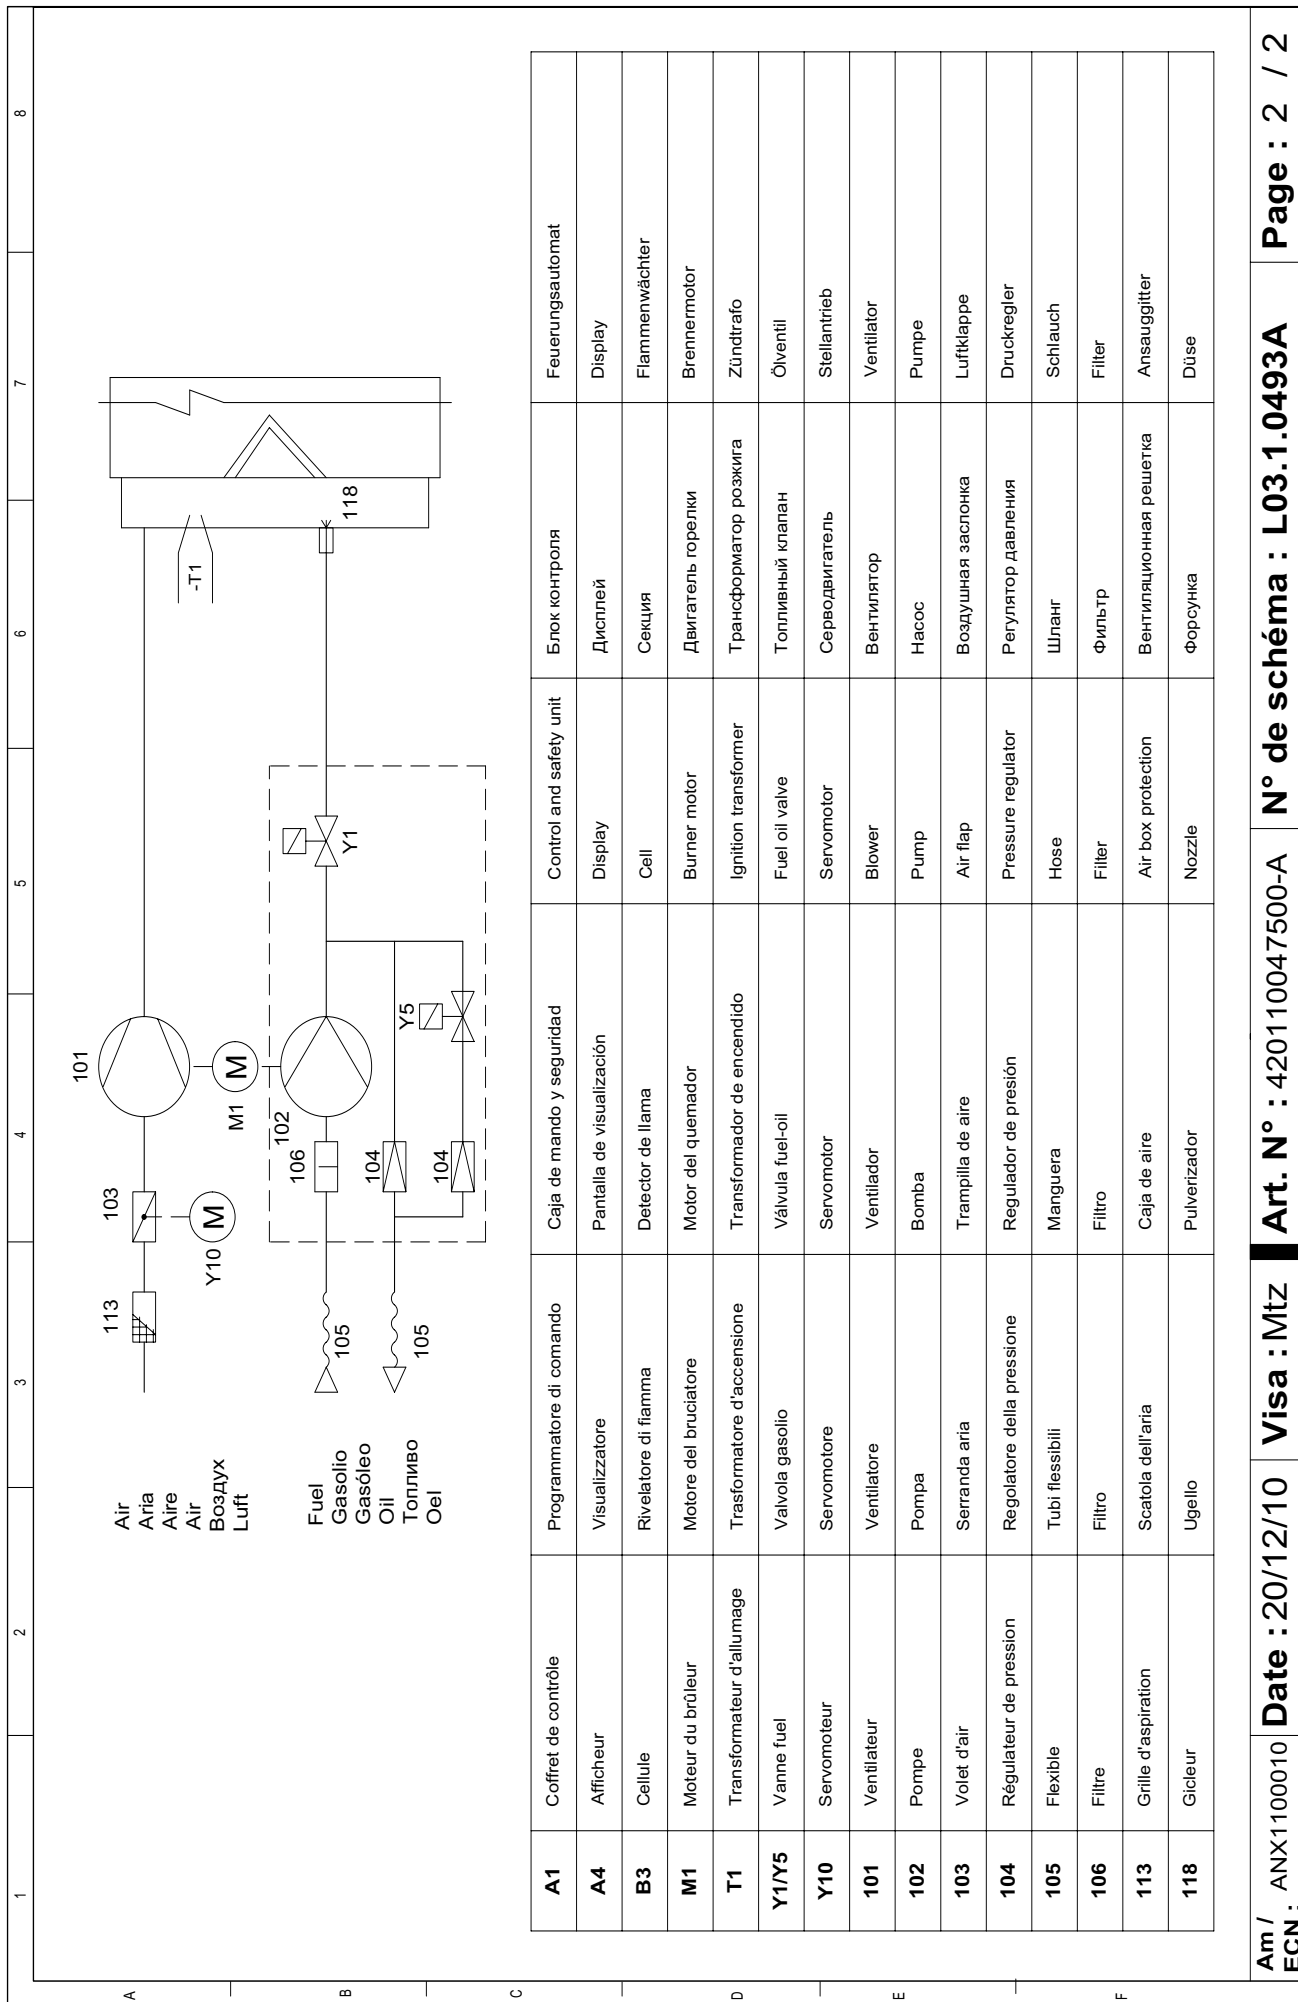 1 2 3 4 5 6 7 8
A
B
C
D
E
F
Air
Aria
Aire
Air
Воздух
Luft
Fuel
Gasolio
Gasóleo
Oil
Топливо
Oel
113
103
Y10
M
101
M1
M
102
106
104
104
105
105
Y5
Y1
-T1
118
A1 Coffret de contrôle Programmatore di comando Caja de mando y seguridad Control and safety unit Блок контроля Feuerungsautomat
A4 Afficheur Visualizzatore Pantalla de visualización Display Дисплей Display
B3 Cellule Rivelatore di fiamma Detector de llama Cell Секция Flammenwächter
M1 Moteur du brûleur Motore del bruciatore Motor del quemador Burner motor Двигатель горелки Brennermotor
T1 Transformateur d'allumage Trasformatore d'accensione Transformador de encendido Ignition transformer Трансформатор розжига Zündtrafo
Y1/Y5 Vanne fuel Valvola gasolio Válvula fuel-oil Fuel oil valve Топливный клапан Ölventil
Y10 Servomoteur Servomotore Servomotor Servomotor Серводвигатель Stellantrieb
101 Ventilateur Ventilatore Ventilador Blower Вентилятор Ventilator
102 Pompe Pompa Bomba Pump Насос Pumpe
103 Volet d'air Serranda aria Trampilla de aire Air flap Воздушная заслонка Luftklappe
104 Régulateur de pression Regolatore della pressione Regulador de presión Pressure regulator Регулятор давления Druckregler
105 Flexible Tubi flessibili Manguera Hose Шланг Schlauch
106 Filtre Filtro Filtro Filter Фильтр Filter
113 Grille d'aspiration Scatola dell'aria Caja de aire Air box protection Вентиляционная решетка Ansauggitter
118 Gicleur Ugello Pulverizador Nozzle Форсунка Düse
Am / ECN : ANX1100010 Date : 20/12/10 Visa : Mtz Art. N° : 420110047500-A N° de schéma : L03.1.0493A Page : 2 / 2